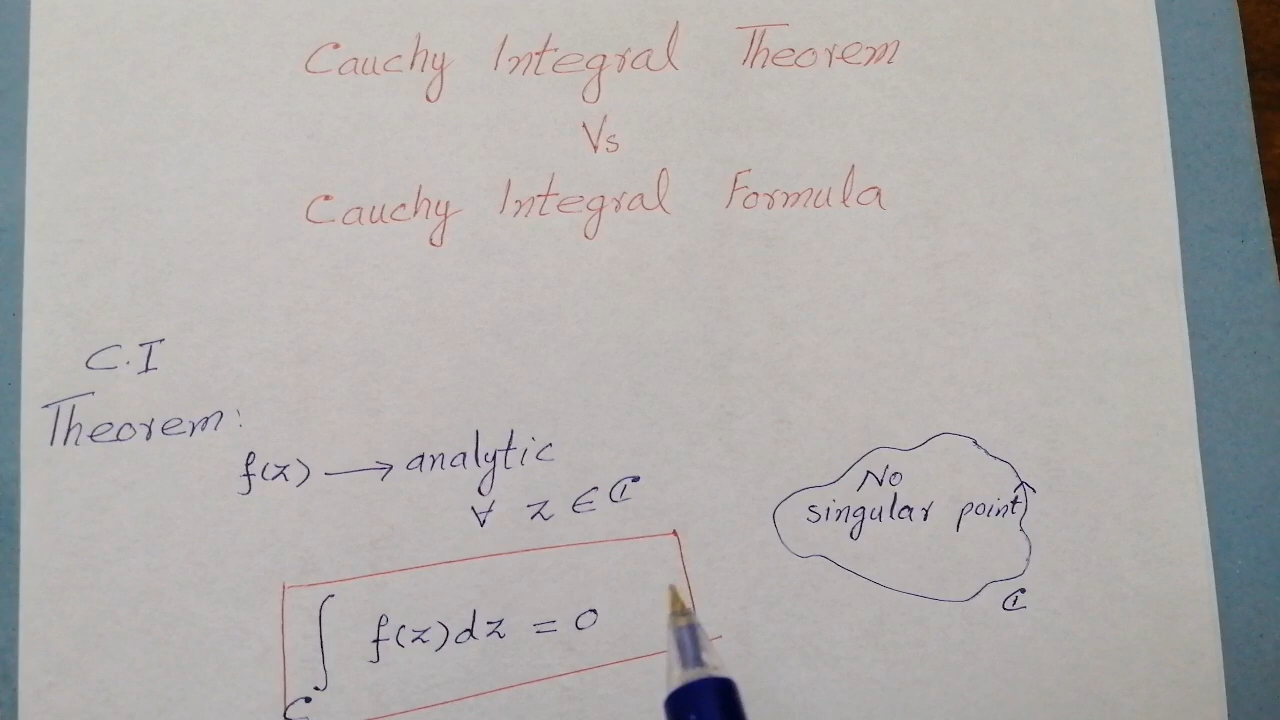 Cauchy Integral Theorem
Vs
Cauchy Integral Formula
C.I
Theorem:
f(z) → analytic
∀ z ∈ ℂ
No
singular point
ℂ
∫ f(z)dz = 0
C